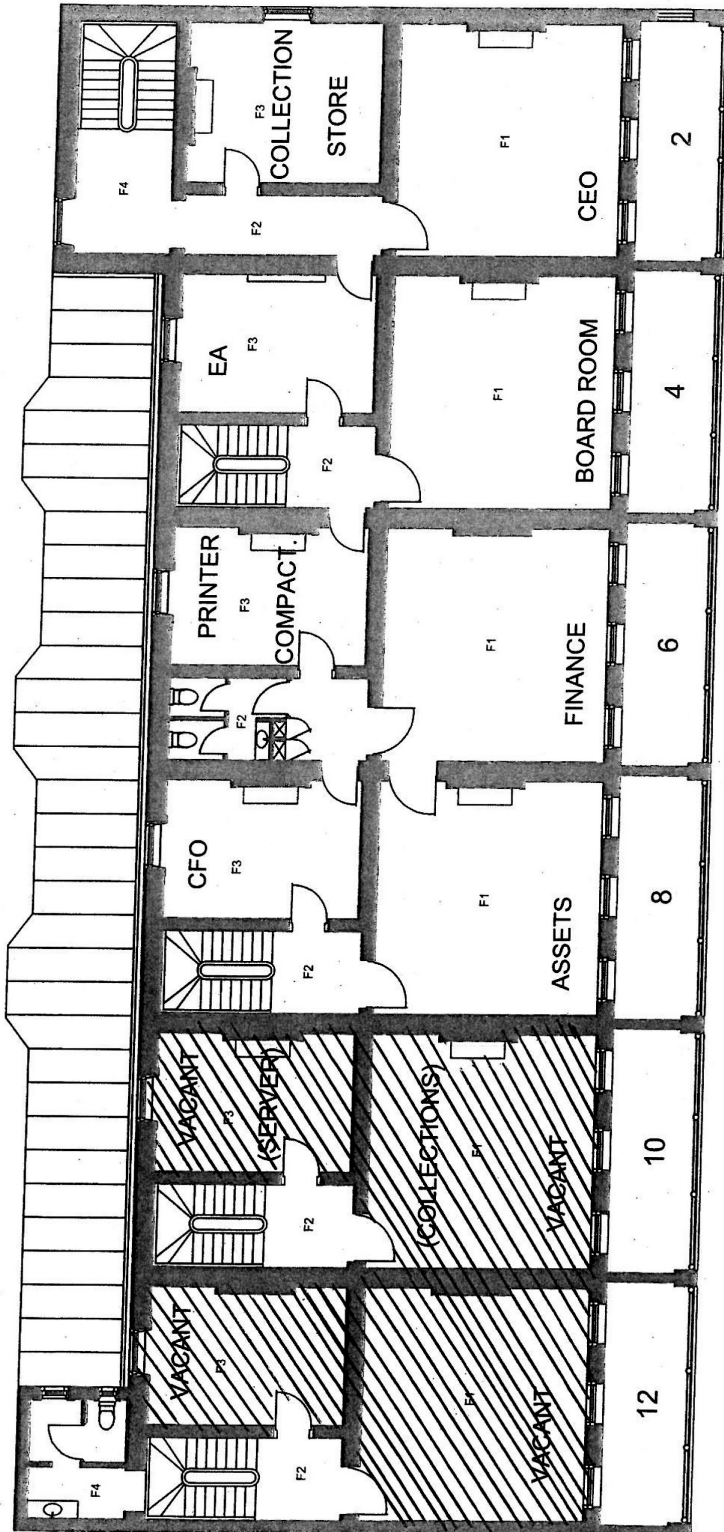 F4
VACANT
F3
F2
F1
VACANT
12
VACANT
F3
(SERVER)
F2
(COLLECTIONS)
F1
VACANT
10
CFO
F3
F2
F1
ASSETS
8
PRINTER
F2
F3
COMPACT.
F1
FINANCE
6
EA
F3
F2
F1
BOARD ROOM
4
F4
F2
F3
COLLECTION
STORE
F1
CEO
2